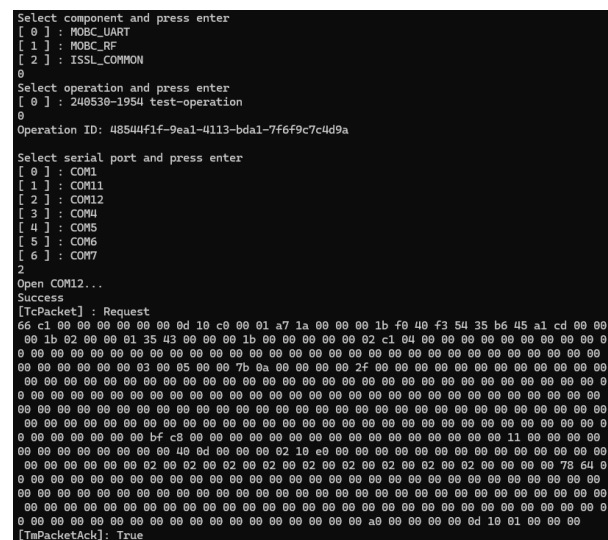 Select component and press enter
[ 0 ] : MOBC_UART
[ 1 ] : MOBC_RF
[ 2 ] : ISSL_COMMON
0
Select operation and press enter
[ 0 ] : 240530-1954 test-operation
0
Operation ID: 48544f1f-9ea1-4113-bda1-7f6f9c7c4d9a
Select serial port and press enter
[ 0 ] : COM1
[ 1 ] : COM11
[ 2 ] : COM12
[ 3 ] : COM4
[ 4 ] : COM5
[ 5 ] : COM6
[ 6 ] : COM7
2
Open COM12...
Success
[TcPacket] : Request
66 c1 00 00 00 00 00 00 0d 10 c0 00 01 a7 1a 00 00 00 1b f0 40 f3 54 35 b6 45 a1 cd 00 00
00 1b 02 00 00 01 35 43 00 00 00 1b 00 00 00 00 00 02 c1 04 00 00 00 00 00 00 00 00 00 0
0 00 00 00 00 00 00 00 00 00 00 00 00 00 00 00 00 00 00 00 00 00 00 00 00 00 00 00 00 00
00 00 00 00 00 00 03 00 05 00 00 7b 0a 00 00 00 00 2f 00 00 00 00 00 00 00 00 00 00 00 00
00 00 00 00 00 00 00 00 00 00 00 00 00 00 00 00 00 00 00 00 00 00 00 00 00 00 00 00 00 0
0 00 00 00 00 00 00 00 00 00 00 00 00 00 00 00 00 00 00 00 00 00 00 00 00 00 00 00 00 00
00 00 00 00 00 00 00 00 00 00 00 00 00 00 00 00 00 00 00 00 00 00 00 00 00 00 00 00 00 00
00 00 00 00 00 00 00 00 00 00 00 00 00 00 00 00 00 00 00 00 00 00 00 00 00 00 00 00 00 0
0 00 00 00 00 00 00 bf c8 00 00 00 00 00 00 00 00 00 00 00 00 00 00 00 11 00 00 00 00 00
00 00 00 00 00 00 00 00 40 0d 00 00 00 02 10 e0 00 00 00 00 00 00 00 00 00 00 00 00 00 00
00 00 00 00 00 00 02 00 02 00 02 00 02 00 02 00 02 00 02 00 02 00 02 00 00 00 00 78 64 0
0 00 00 00 00 00 00 00 00 00 00 00 00 00 00 00 00 00 00 00 00 00 00 00 00 00 00 00 00 00
00 00 00 00 00 00 00 00 00 00 00 00 00 00 00 00 00 00 00 00 00 00 00 00 00 00 00 00 00 00
00 00 00 00 00 00 00 00 00 00 00 00 00 00 00 00 00 00 00 00 00 00 00 00 00 00 00 00 00 0
0 00 00 00 00 00 00 00 00 00 00 00 00 00 00 00 00 00 a0 00 00 00 00 0d 10 01 00 00 00
[TmPacketAck]: True